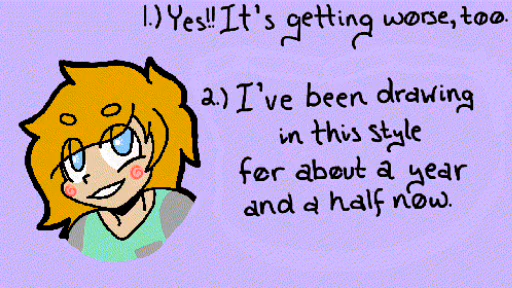 1.) Yes!! It's getting worse, too.
2.) I've been drawing
in this style
for about a year
and a half now.